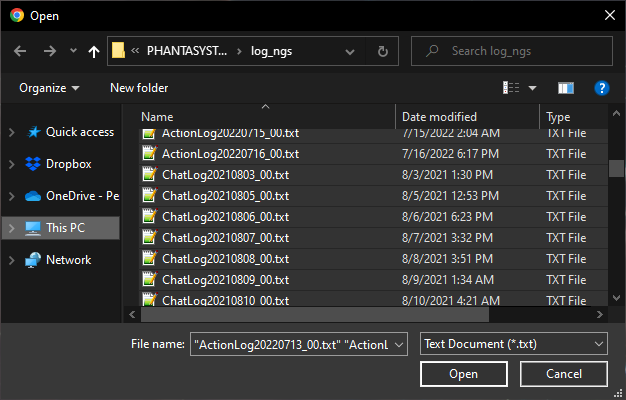 Open
« PHANTASYST... > log_ngs
Search log_ngs
Organize
New folder
Name Date modified Type
Quick access
Dropbox
OneDrive - Pe
This PC
Network
ActionLog20220715_00.txt 7/15/2022 2:04 AM TXT File
ActionLog20220716_00.txt 7/16/2022 6:17 PM TXT File
ChatLog20210803_00.txt 8/3/2021 1:30 PM TXT File
ChatLog20210805_00.txt 8/5/2021 12:53 PM TXT File
ChatLog20210806_00.txt 8/6/2021 6:23 PM TXT File
ChatLog20210807_00.txt 8/7/2021 3:32 PM TXT File
ChatLog20210808_00.txt 8/8/2021 3:51 PM TXT File
ChatLog20210809_00.txt 8/9/2021 1:34 AM TXT File
ChatLog20210810_00.txt 8/10/2021 4:21 AM TXT File
File name: "ActionLog20220713_00.txt" "ActionL
Text Document (*.txt)
Open
Cancel